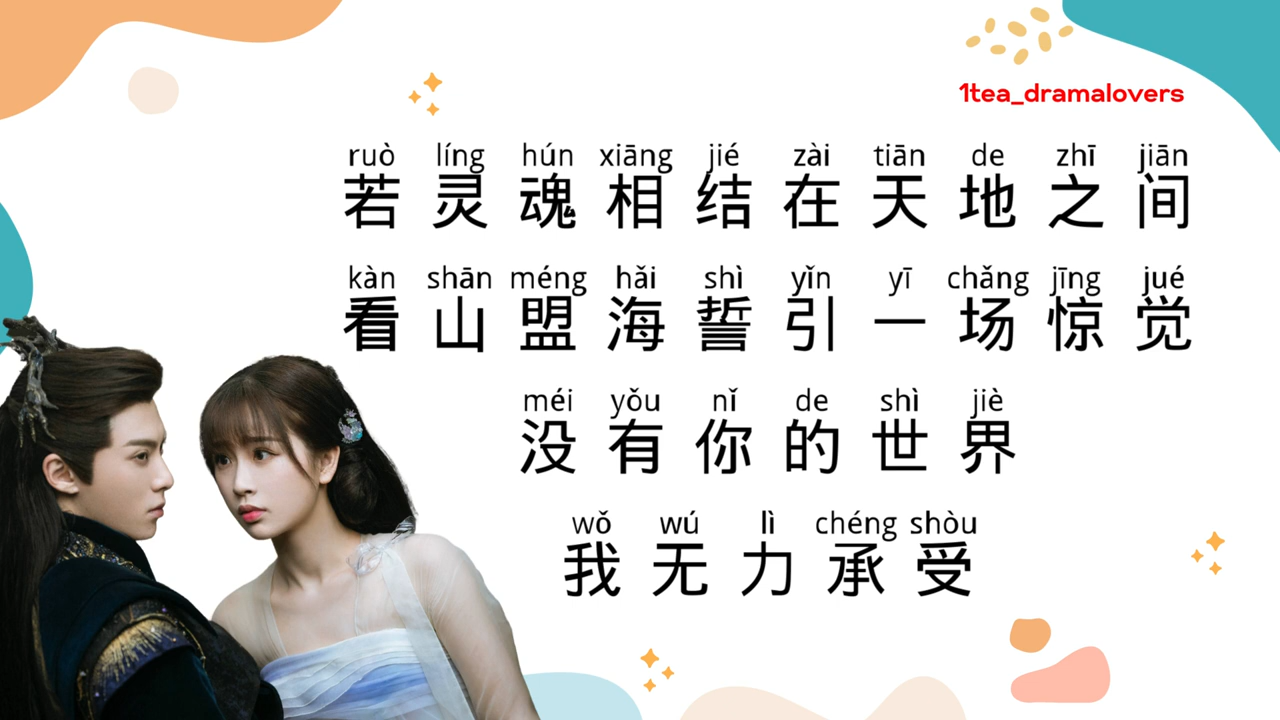 1tea_dramalovers
ruò líng hún xiāng jié zài tiān de zhī jiān
若灵魂相结在天地之间
kàn shān méng hǎi shì yǐn yī chǎng jīng jué
看山盟海誓引一场惊觉
méi yǒu nǐ de shì jiè
没有你的世界
wǒ wú lì chéng shòu
我无力承受